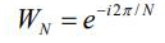 W_N = e^{-i2π/N}